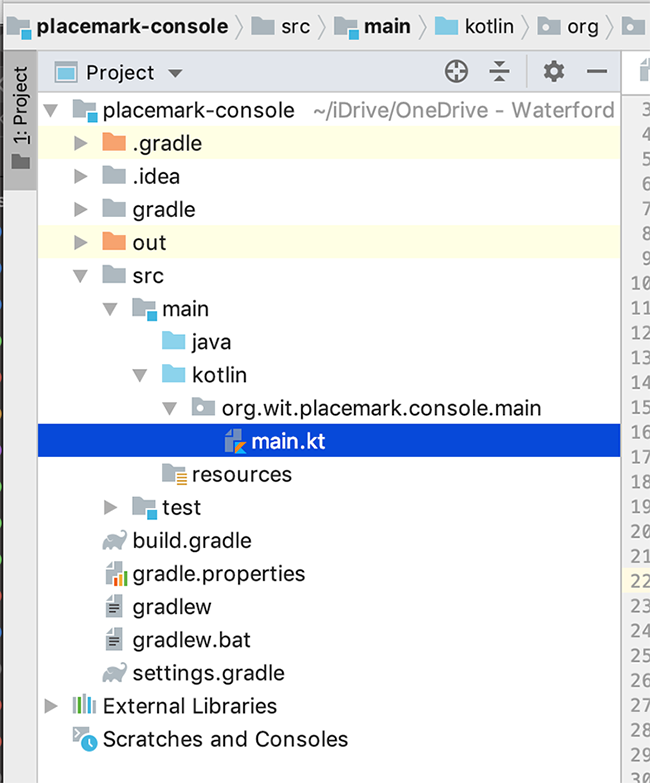 placemark-console src main kotlin org
1: Project
Project
placemark-console ~/iDrive/OneDrive - Waterford
.gradle
.idea
gradle
out
src
main
java
kotlin
org.wit.placemark.console.main
main.kt
resources
test
build.gradle
gradle.properties
gradlew
gradlew.bat
settings.gradle
External Libraries
Scratches and Consoles
3
4
5
6
7
8
9
10
11
12
13
14
15
16
17
18
19
20
21
22
23
24
25
26
27
28
29
30